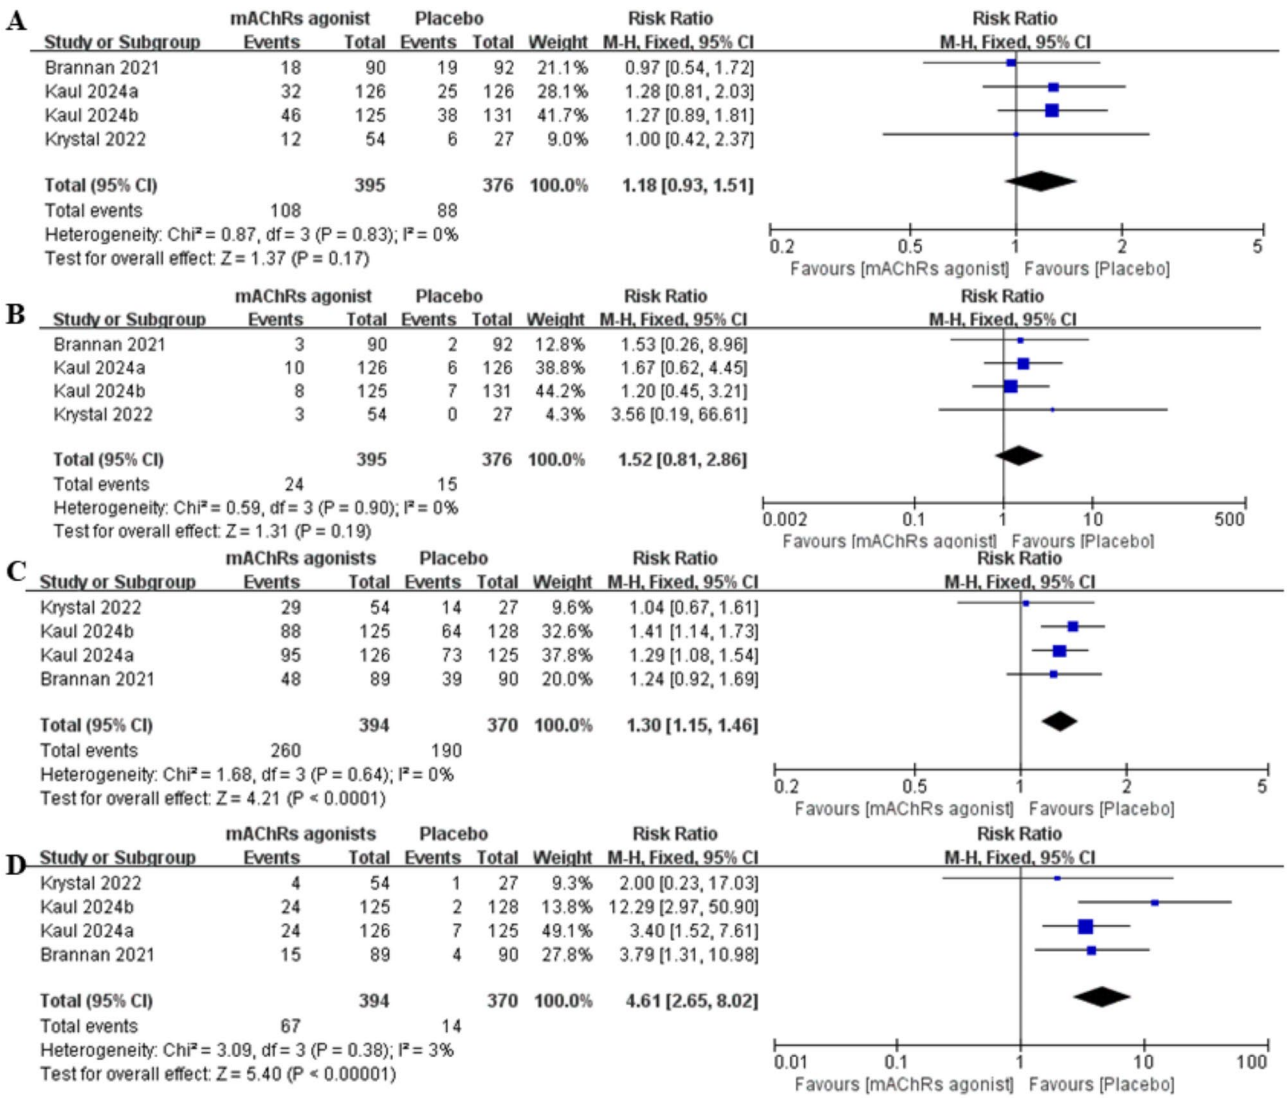 A
mAChRs agonist Placebo Risk Ratio Risk Ratio
Study or Subgroup Events Total Events Total Weight M-H, Fixed, 95% CI M-H, Fixed, 95% CI
Brannan 2021 18 90 19 92 21.1% 0.97 [0.54, 1.72]
Kaul 2024a 32 126 25 126 28.1% 1.28 [0.81, 2.03]
Kaul 2024b 46 125 38 131 41.7% 1.27 [0.89, 1.81]
Krystal 2022 12 54 6 27 9.0% 1.00 [0.42, 2.37]
Total (95% CI) 395 376 100.0% 1.18 [0.93, 1.51]
Total events 108 88
Heterogeneity: Chi² = 0.87, df = 3 (P = 0.83); I² = 0%
Test for overall effect: Z = 1.37 (P = 0.17)
0.2 0.5 1 2 5
Favours [mAChRs agonist] Favours [Placebo]
B
mAChRs agonist Placebo Risk Ratio Risk Ratio
Study or Subgroup Events Total Events Total Weight M-H, Fixed, 95% CI M-H, Fixed, 95% CI
Brannan 2021 3 90 2 92 12.8% 1.53 [0.26, 8.96]
Kaul 2024a 10 126 6 126 38.8% 1.67 [0.62, 4.45]
Kaul 2024b 8 125 7 131 44.2% 1.20 [0.45, 3.21]
Krystal 2022 3 54 0 27 4.3% 3.56 [0.19, 66.61]
Total (95% CI) 395 376 100.0% 1.52 [0.81, 2.86]
Total events 24 15
Heterogeneity: Chi² = 0.59, df = 3 (P = 0.90); I² = 0%
Test for overall effect: Z = 1.31 (P = 0.19)
0.002 0.1 1 10 500
Favours [mAChRs agonist] Favours [Placebo]
C
mAChRs agonists Placebo Risk Ratio Risk Ratio
Study or Subgroup Events Total Events Total Weight M-H, Fixed, 95% CI M-H, Fixed, 95% CI
Krystal 2022 29 54 14 27 9.6% 1.04 [0.67, 1.61]
Kaul 2024b 88 125 64 128 32.6% 1.41 [1.14, 1.73]
Kaul 2024a 95 126 73 125 37.8% 1.29 [1.08, 1.54]
Brannan 2021 48 89 39 90 20.0% 1.24 [0.92, 1.69]
Total (95% CI) 394 370 100.0% 1.30 [1.15, 1.46]
Total events 260 190
Heterogeneity: Chi² = 1.68, df = 3 (P = 0.64); I² = 0%
Test for overall effect: Z = 4.21 (P < 0.0001)
0.2 0.5 1 2 5
Favours [mAChRs agonist] Favours [Placebo]
D
mAChRs agonists Placebo Risk Ratio Risk Ratio
Study or Subgroup Events Total Events Total Weight M-H, Fixed, 95% CI M-H, Fixed, 95% CI
Krystal 2022 4 54 1 27 9.3% 2.00 [0.23, 17.03]
Kaul 2024b 24 125 2 128 13.8% 12.29 [2.97, 50.90]
Kaul 2024a 24 126 7 125 49.1% 3.40 [1.52, 7.61]
Brannan 2021 15 89 4 90 27.8% 3.79 [1.31, 10.98]
Total (95% CI) 394 370 100.0% 4.61 [2.65, 8.02]
Total events 67 14
Heterogeneity: Chi² = 3.09, df = 3 (P = 0.38); I² = 3%
Test for overall effect: Z = 5.40 (P < 0.00001)
0.01 0.1 1 10 100
Favours [mAChRs agonist] Favours [Placebo]